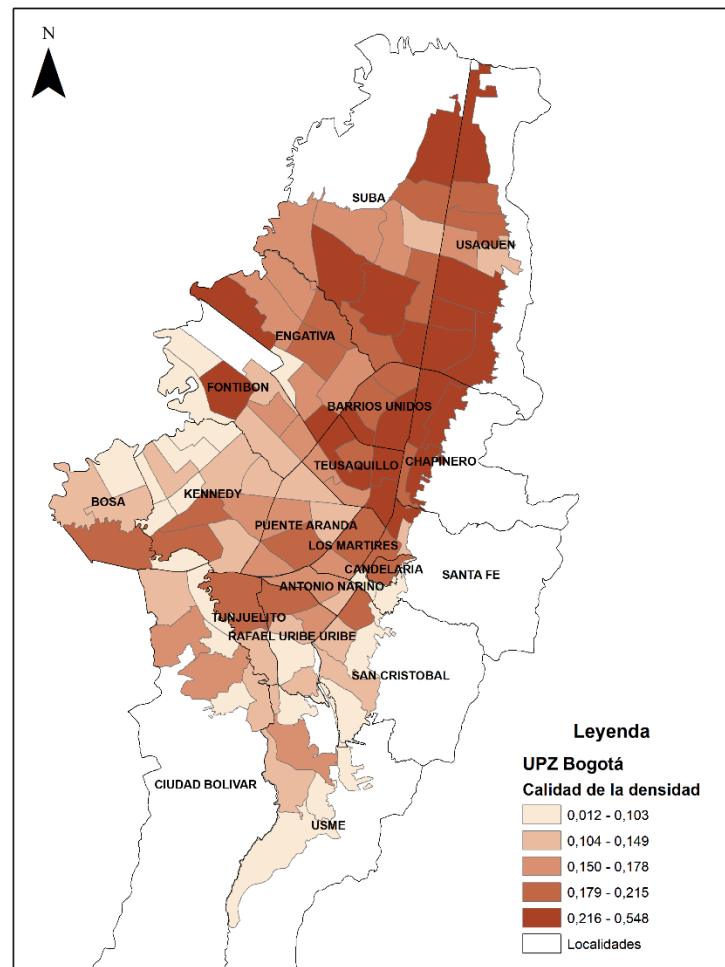 N
SUBA
USAQUEN
ENGATIVA
FONTIBON
BARRIOS UNIDOS
TEUSAQUILLO
CHAPINERO
BOSA
KENNEDY
PUENTE ARANDA
LOS MARTIRES
CANDELARIA
SANTA FE
ANTONIO NARIÑO
TUNJUELITO
RAFAEL URIBE URIBE
SAN CRISTOBAL
CIUDAD BOLIVAR
USME
Leyenda
UPZ Bogotá
Calidad de la densidad
0,012 - 0,103
0,104 - 0,149
0,150 - 0,178
0,179 - 0,215
0,216 - 0,548
Localidades